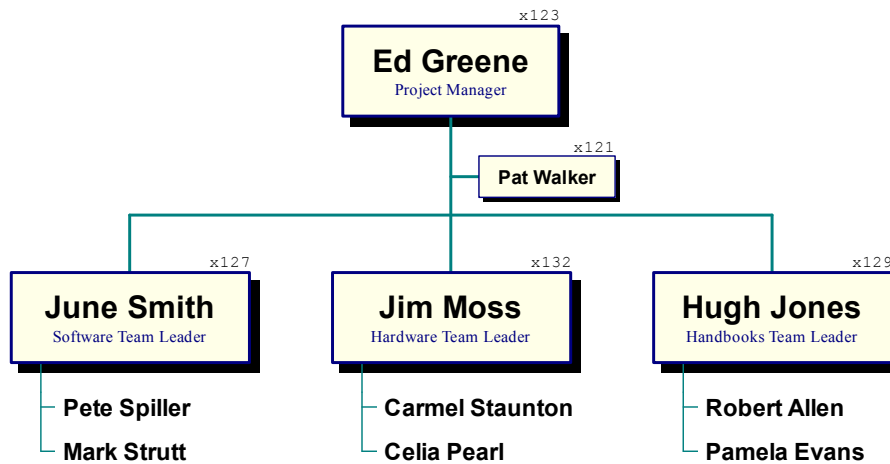 x123
Ed Greene
Project Manager
x121
Pat Walker
x127
June Smith
Software Team Leader
Pete Spiller
Mark Strutt
x132
Jim Moss
Hardware Team Leader
Carmel Staunton
Celia Pearl
x129
Hugh Jones
Handbooks Team Leader
Robert Allen
Pamela Evans